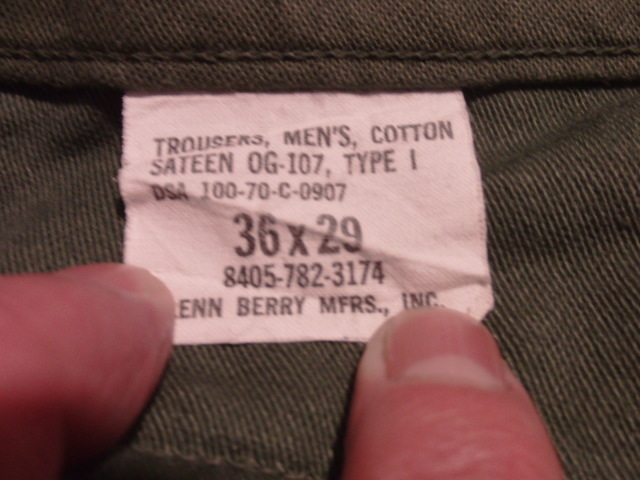 TROUSERS, MEN'S, COTTON
SATEEN OG-107, TYPE I
DSA 100-70-C-0907
36 x 29
8405-782-3174
LENN BERRY MFRS., INC.